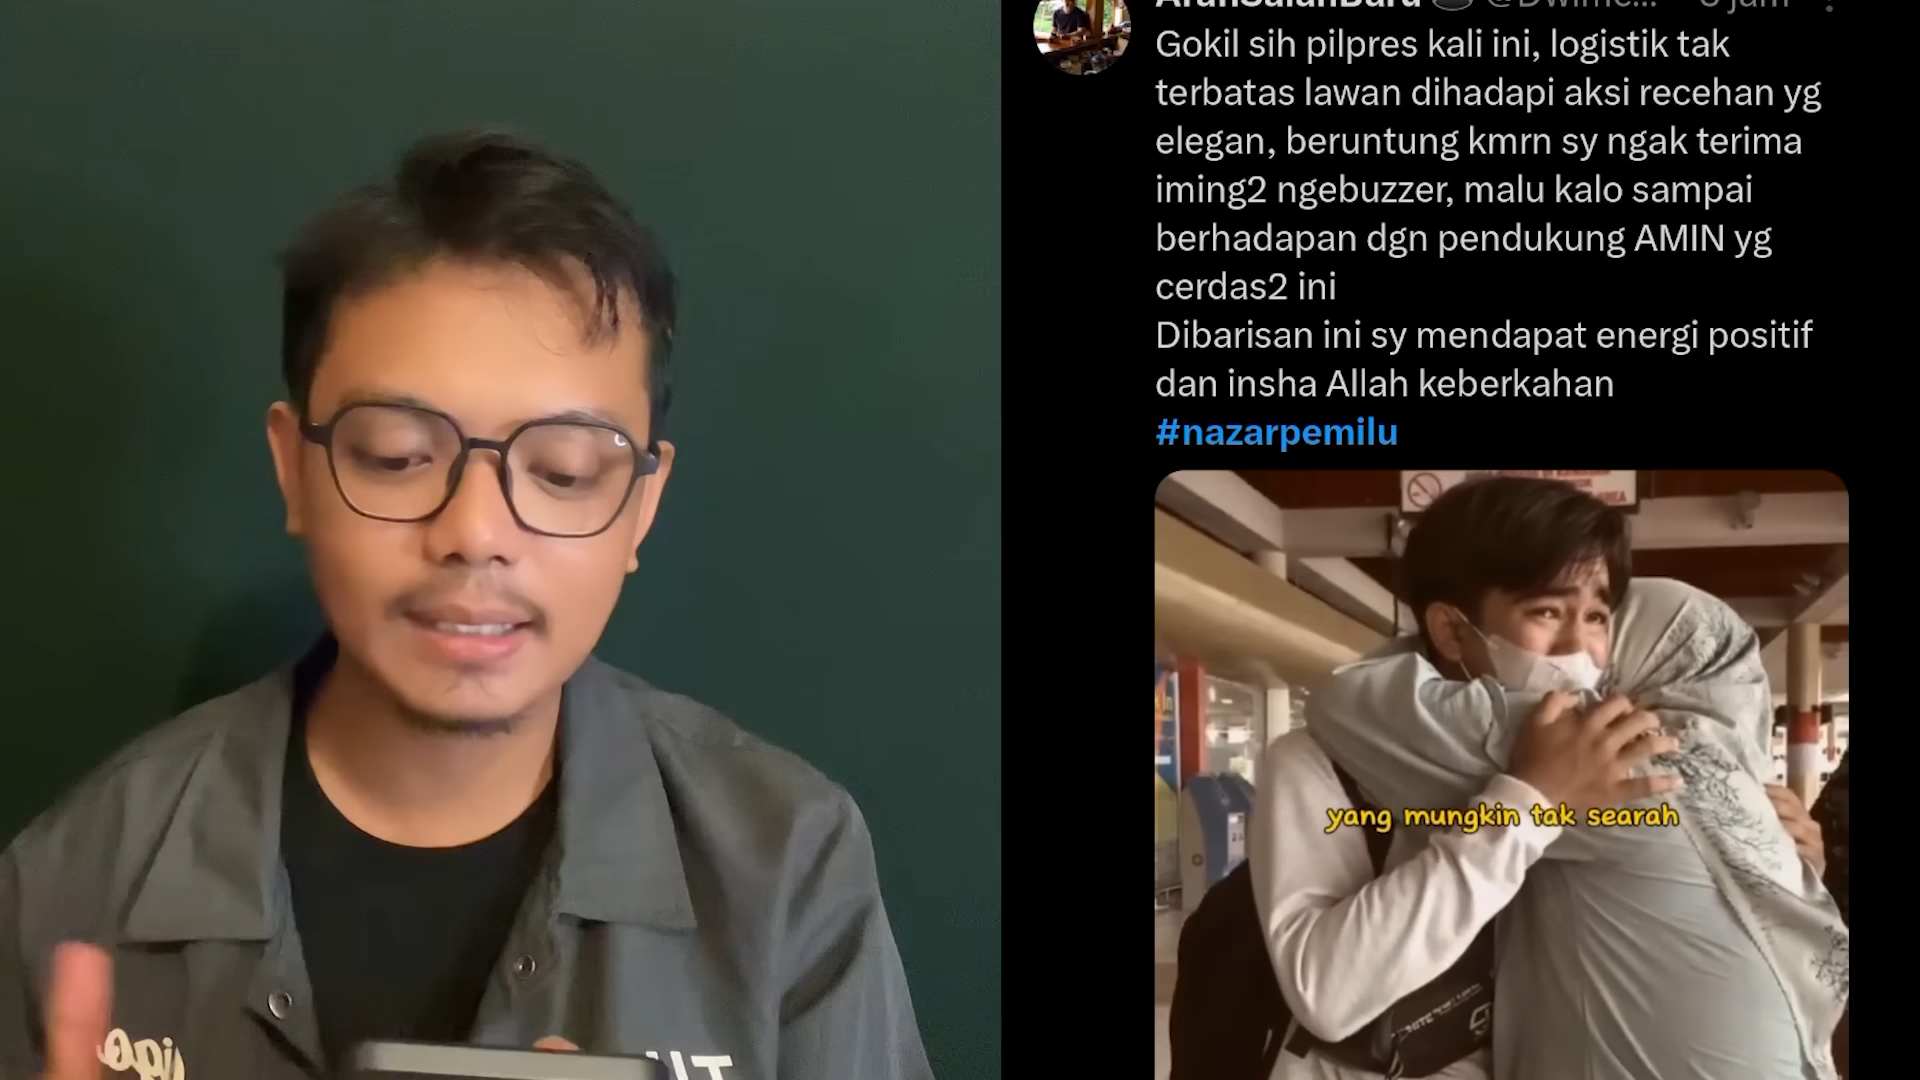 Gokil sih pilpres kali ini, logistik tak
terbatas lawan dihadapi aksi recehan yg
elegan, beruntung kmrn sy ngak terima
iming2 ngebuzzer, malu kalo sampai
berhadapan dgn pendukung AMIN yg
cerdas2 ini
Dibarisan ini sy mendapat energi positif
dan insha Allah keberkahan
#nazarpemilu
yang mungkin tak searah